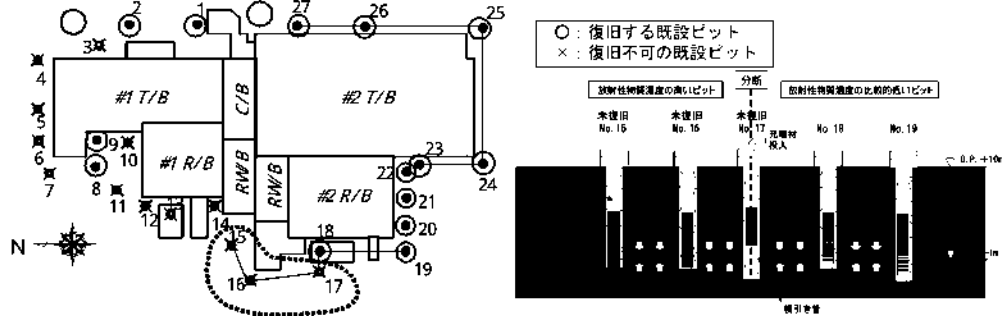 2
1
27
26
25
3
4
5
6
7
#1 T/B
C/B
#2 T/B
9
10
8
#1 R/B
RW/B
RW/B
#2 R/B
23
22
24
21
20
19
11
12
13
14
15
16
17
18
N
○：復旧する既設ピット
×：復旧不可の既設ピット
分断
放射性物質濃度の高いピット
放射性物質濃度の比較的低いピット
未復旧
No.15
未復旧
No.16
未復旧
No.17
No.18
No.19
充填材
投入
O.P.+10m
横引き管